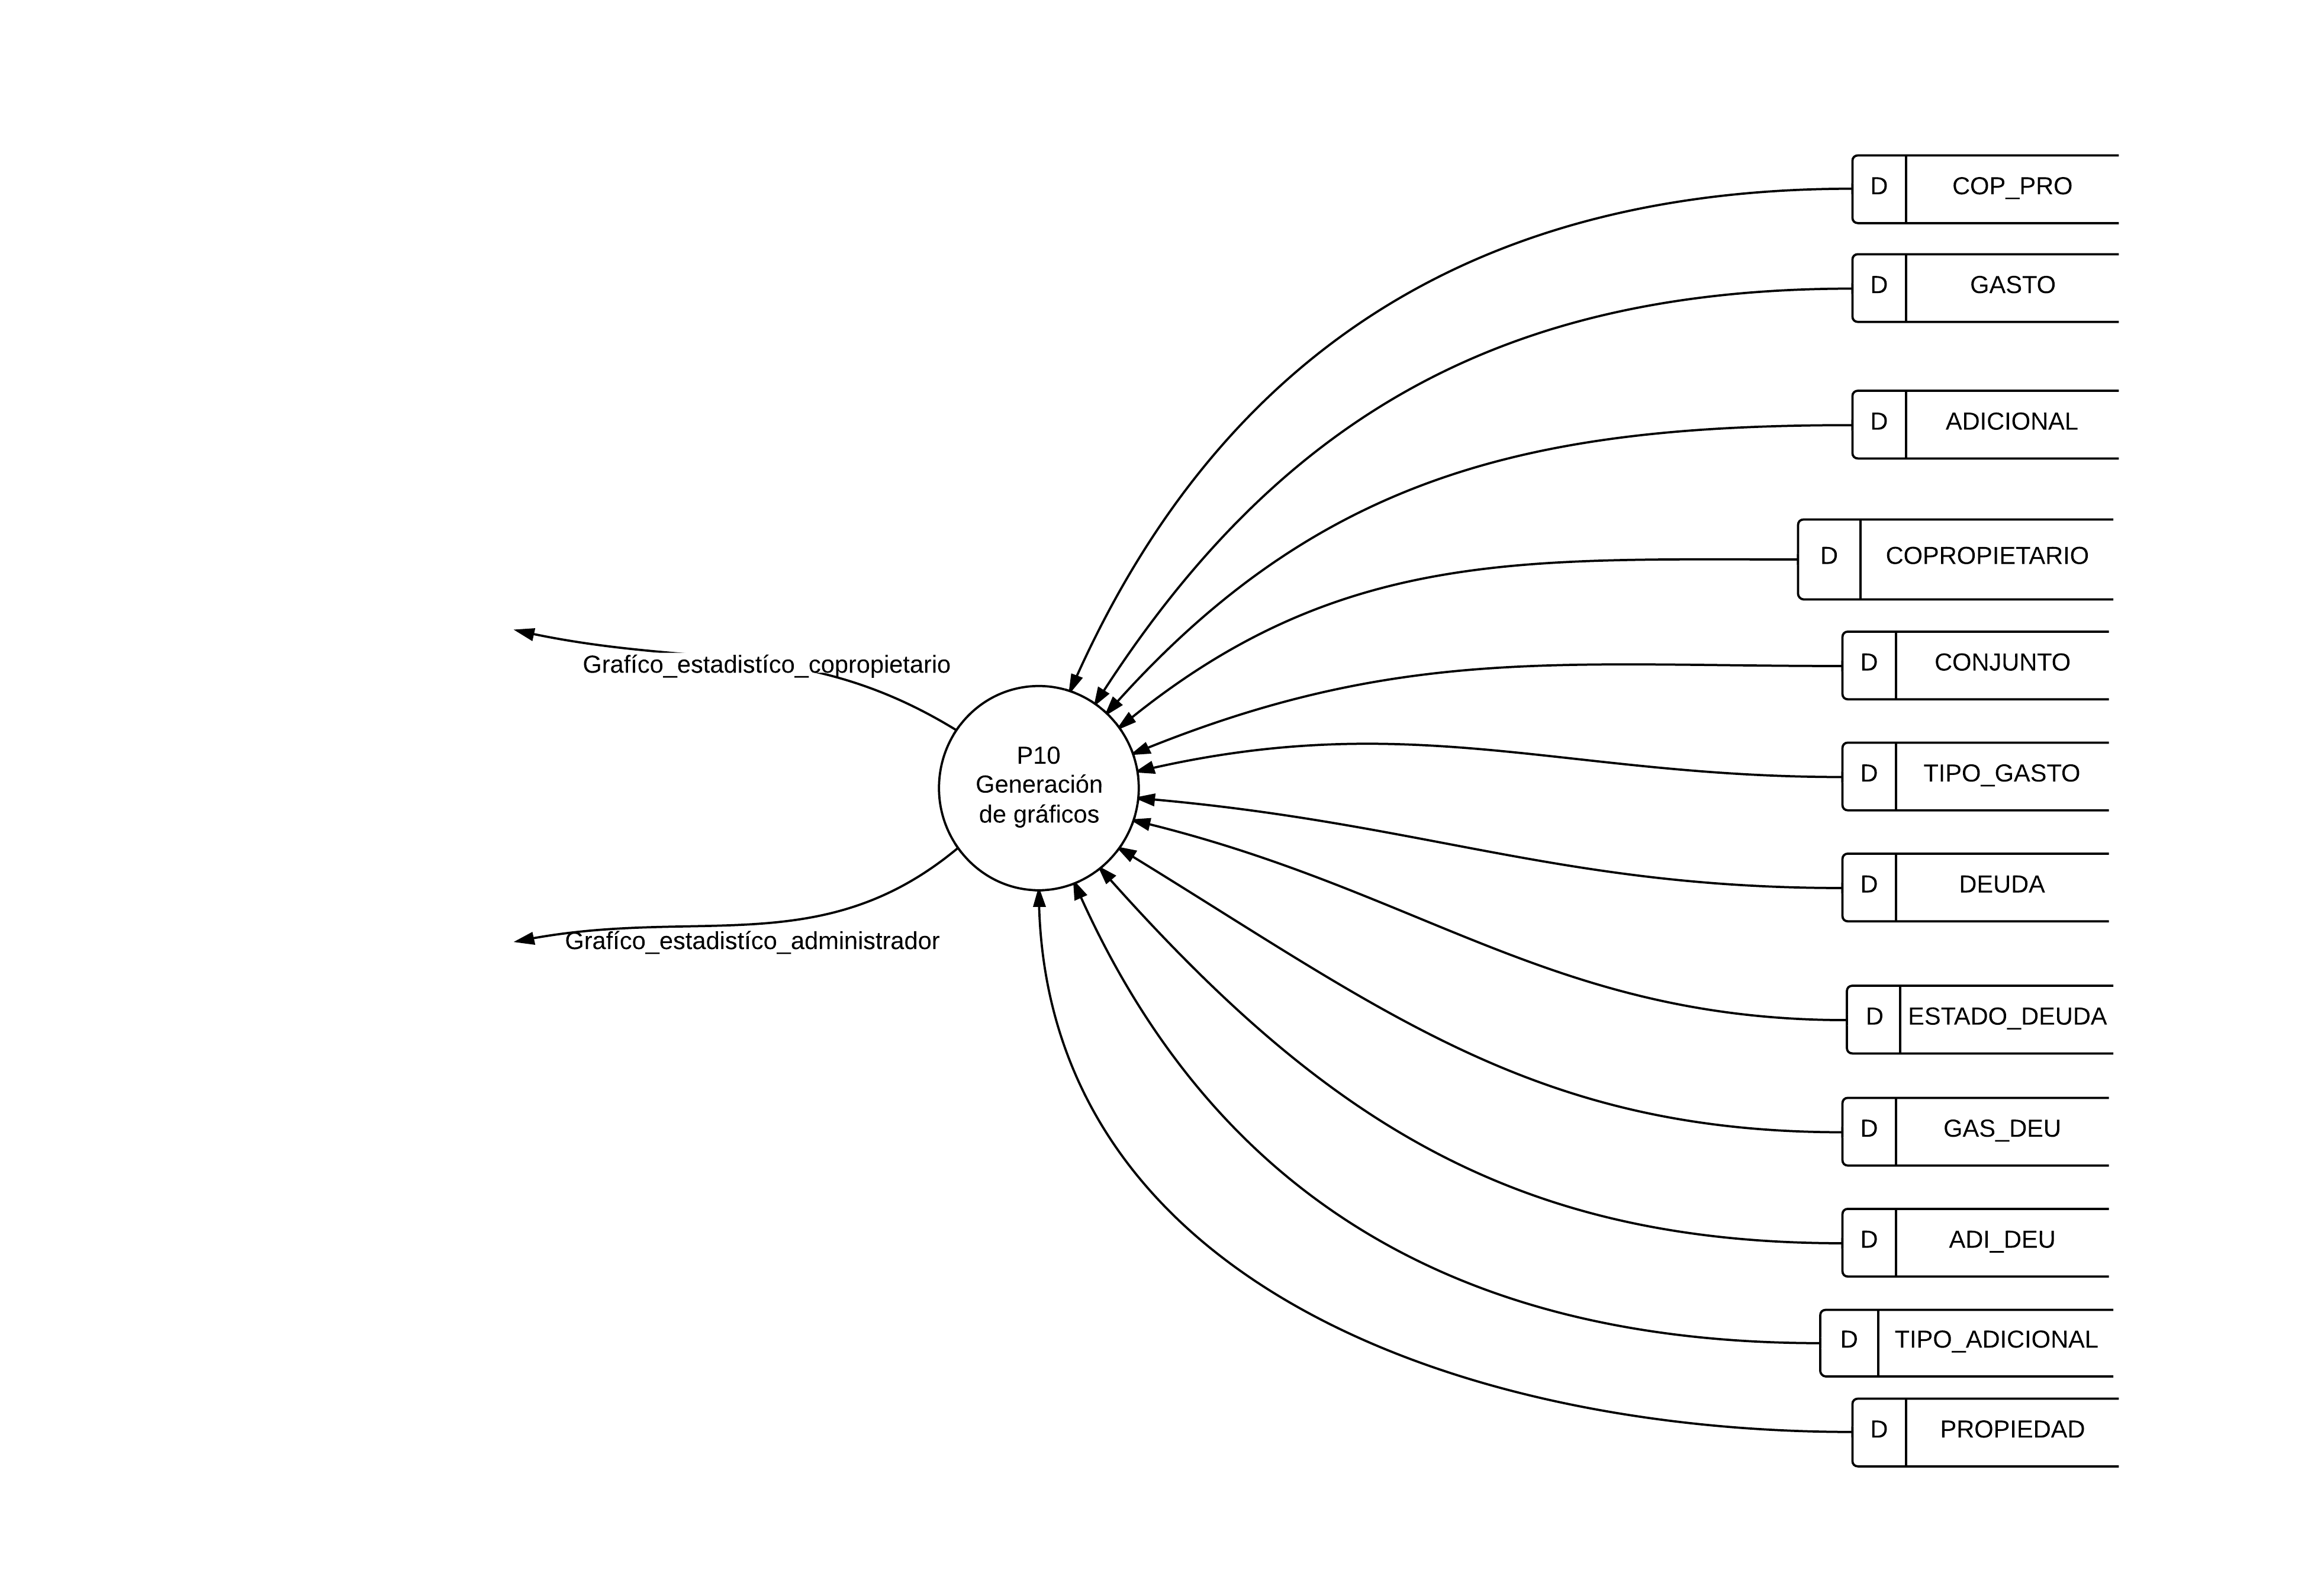 D COP_PRO
D GASTO
D ADICIONAL
D COPROPIETARIO
D CONJUNTO
Grafíco_estadistíco_copropietario
P10
Generación
de gráficos
D TIPO_GASTO
D DEUDA
Grafíco_estadistíco_administrador
D ESTADO_DEUDA
D GAS_DEU
D ADI_DEU
D TIPO_ADICIONAL
D PROPIEDAD